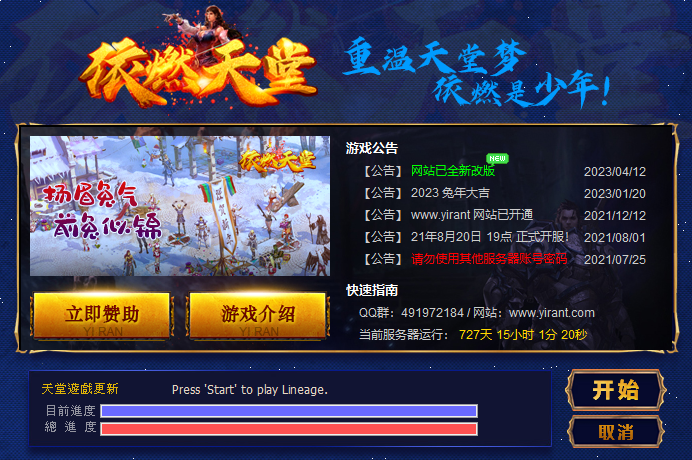 依燃天堂
重温天堂梦
依燃是少年!
依燃天堂
扬眉兔气
前兔似锦
立即赞助
YI RAN
游戏介绍
YI RAN
游戏公告
【公告】 网站已全新改版 NEW 2023/04/12
【公告】 2023 兔年大吉 2023/01/20
【公告】 www.yirant 网站已开通 2021/12/12
【公告】 21年8月20日 19点 正式开服! 2021/08/01
【公告】 请勿使用其他服务器账号密码 2021/07/25
快速指南
QQ群: 491972184 / 网站: www.yirant.com
当前服务器运行: 727天 15小时 1分 20秒
天堂遊戲更新 Press 'Start' to play Lineage.
目前進度
總 進 度
开始
取消